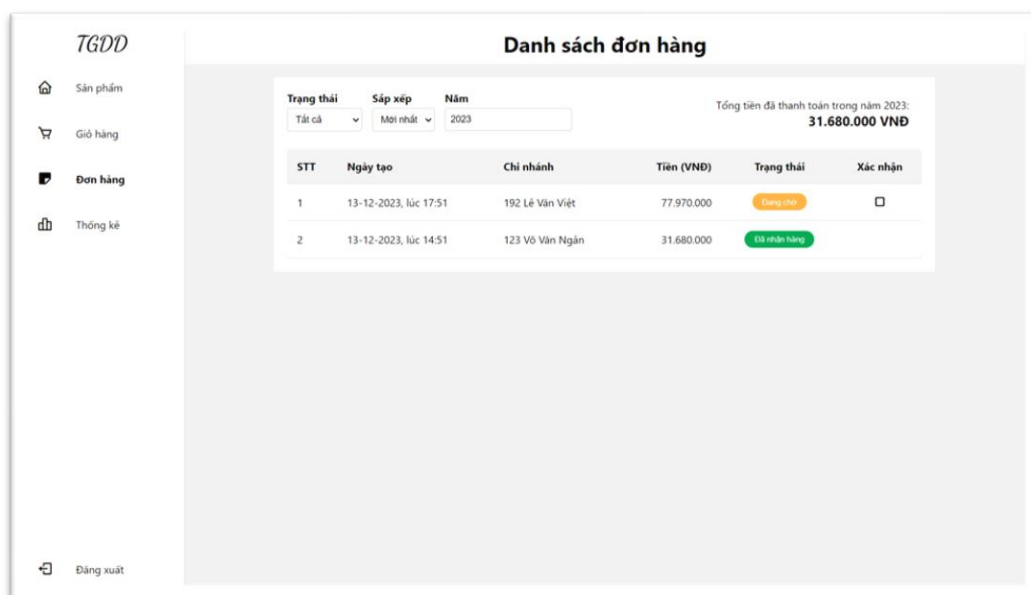 TGDD
Danh sách đơn hàng
Sản phẩm
Giỏ hàng
Đơn hàng
Thống kê
Đăng xuất
Trạng thái Sắp xếp Năm
Tất cả Mới nhất 2023
Tổng tiền đã thanh toán trong năm 2023:
31.680.000 VNĐ
STT Ngày tạo Chi nhánh Tiền (VNĐ) Trạng thái Xác nhận
1 13-12-2023, lúc 17:51 192 Lê Văn Việt 77.970.000 Đang chờ
2 13-12-2023, lúc 14:51 123 Võ Văn Ngân 31.680.000 Đã nhận hàng